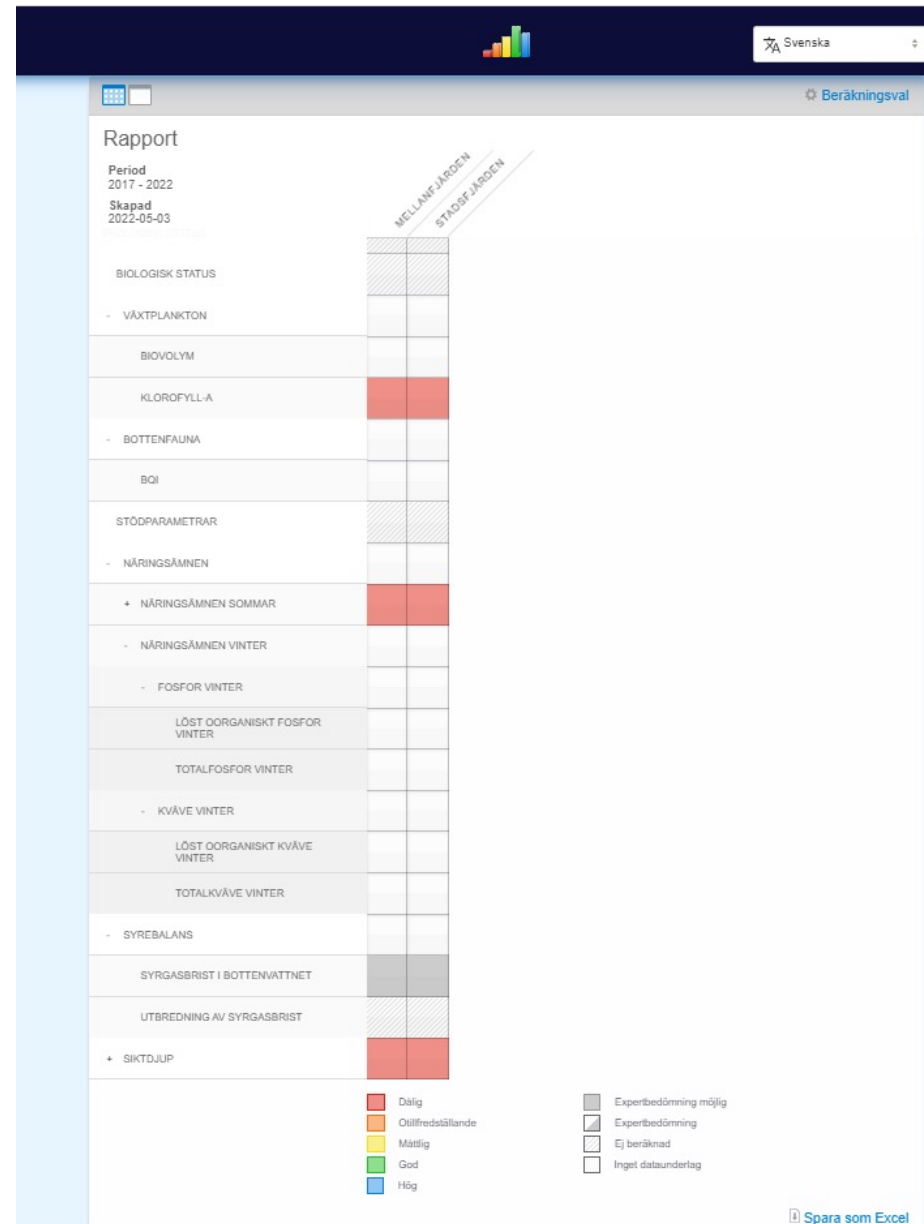 Svenska
Beräkningsval
Rapport
Period
2017 - 2022
Skapad
2022-05-03
MELLANFJÄRDEN
STADSFJÄRDEN
BIOLOGISK STATUS
- VÄXTPLANKTON
BIOVOLYM
KLOROFYLL-A
- BOTTENFAUNA
BQI
STÖDPARAMETRAR
- NÄRINGSÄMNEN
+ NÄRINGSÄMNEN SOMMAR
- NÄRINGSÄMNEN VINTER
- FOSFOR VINTER
LÖST OORGANISKT FOSFOR
VINTER
TOTALFOSFOR VINTER
- KVÄVE VINTER
LÖST OORGANISKT KVÄVE
VINTER
TOTALKVÄVE VINTER
- SYREBALANS
SYRGASBRIST I BOTTENVATTNET
UTBREDNING AV SYRGASBRIST
+ SIKTDJUP
Dålig
Otillfredställande
Måttlig
God
Hög
Expertbedömning möjlig
Expertbedömning
Ej beräknad
Inget dataunderlag
Spara som Excel